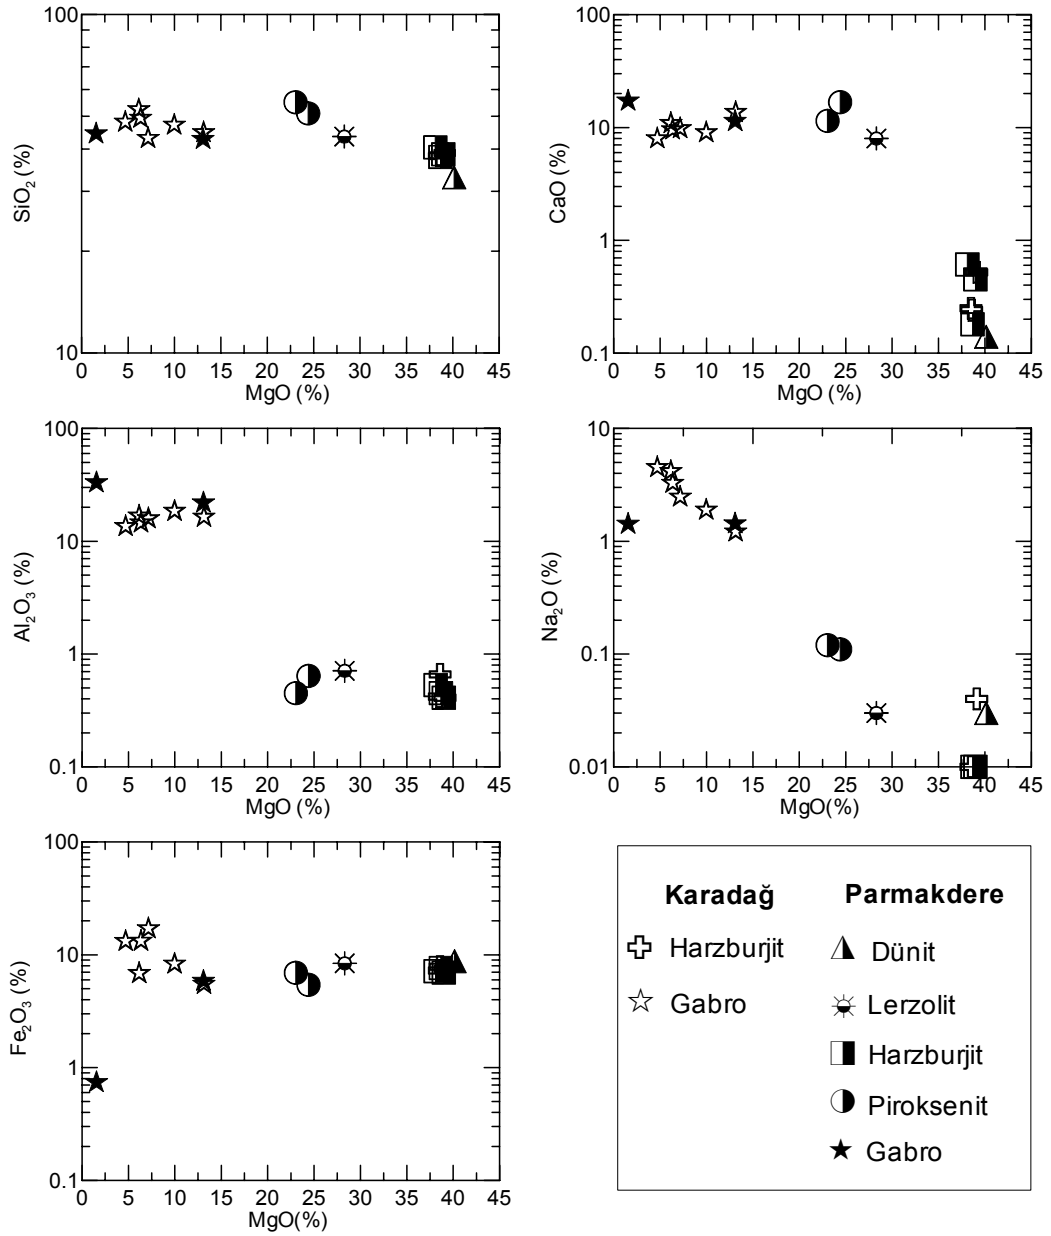 100
10
SiO2 (%)
0 5 10 15 20 25 30 35 40 45
MgO (%)
100
10
1
0.1
CaO (%)
0 5 10 15 20 25 30 35 40 45
MgO (%)
100
10
1
0.1
Al2O3 (%)
0 5 10 15 20 25 30 35 40 45
MgO (%)
10
1
0.1
0.01
Na2O (%)
0 5 10 15 20 25 30 35 40 45
MgO(%)
100
10
1
0.1
Fe2O3 (%)
0 5 10 15 20 25 30 35 40 45
MgO(%)
Karadağ
Harzburjit
Gabro
Parmakdere
Dünit
Lerzolit
Harzburjit
Piroksenit
Gabro